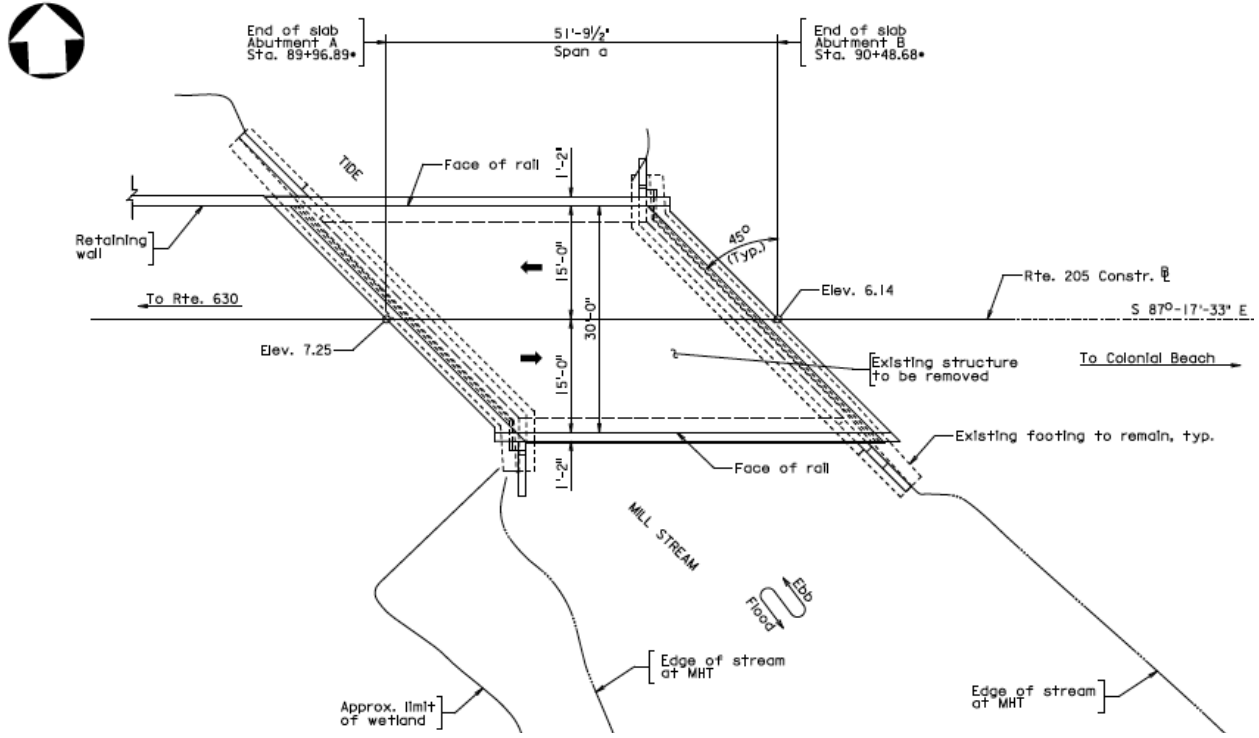 End of slab
Abutment A
Sta. 89+96.89*
51'-9 1/2"
Span a
End of slab
Abutment B
Sta. 90+48.68*
TIDE
Face of rail
1'-2"
Retaining
wall
45°
(Typ.)
15'-0"
30'-0"
To Rte. 630
Elev. 6.14
Rte. 205 Constr. BL
S 87°-17'-33" E
Elev. 7.25
15'-0"
Existing structure
to be removed
To Colonial Beach
Existing footing to remain, typ.
Face of rail
1'-2"
MILL STREAM
Ebb
Flood
Edge of stream
at MHT
Approx. limit
of wetland
Edge of stream
at MHT